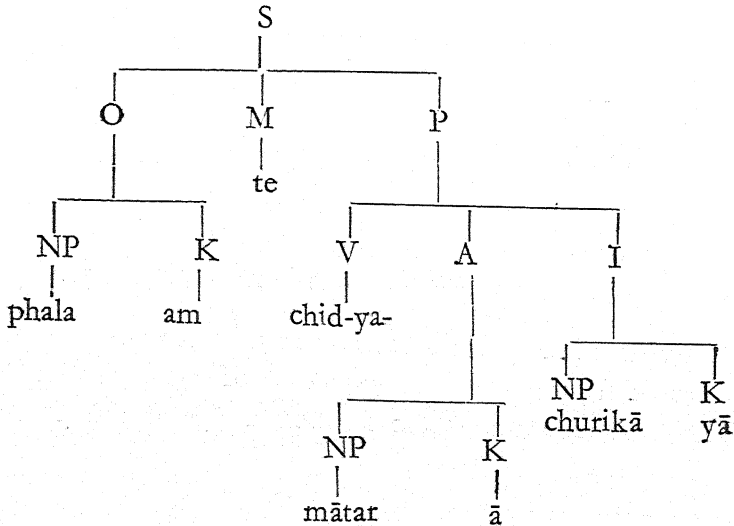 S
O M P
te
NP K V A I
phala am chid-ya-
NP K
churikā yā
NP K
mātar ā